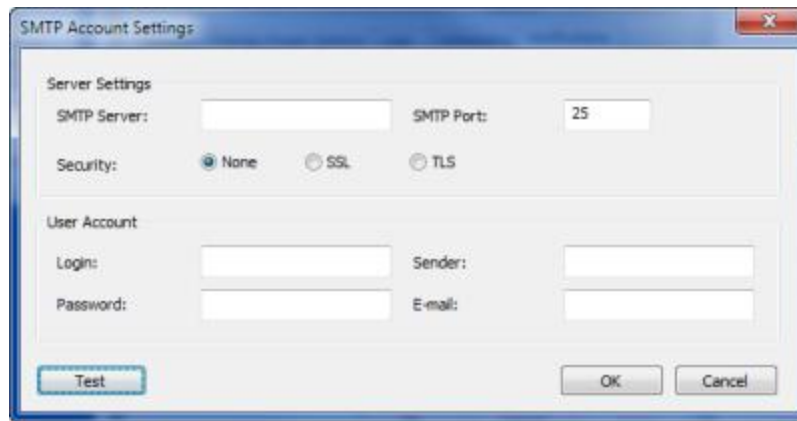 SMTP Account Settings
Server Settings
SMTP Server: SMTP Port: 25
Security: None SSL TLS
User Account
Login: Sender:
Password: E-mail:
Test OK Cancel